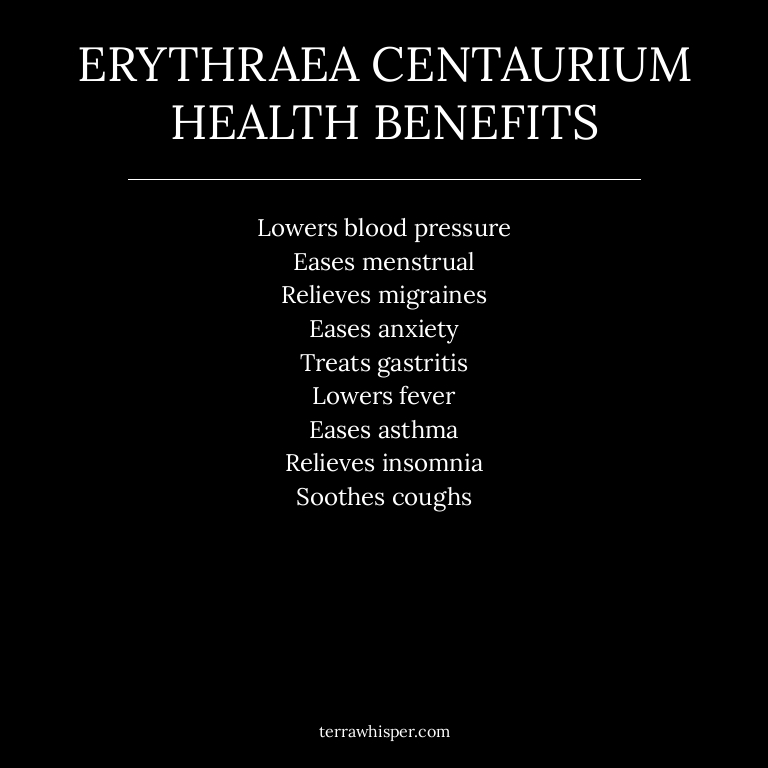 ERYTHRAEA CENTAURIUM
HEALTH BENEFITS
Lowers blood pressure
Eases menstrual
Relieves migraines
Eases anxiety
Treats gastritis
Lowers fever
Eases asthma
Relieves insomnia
Soothes coughs
terrawhisper.com